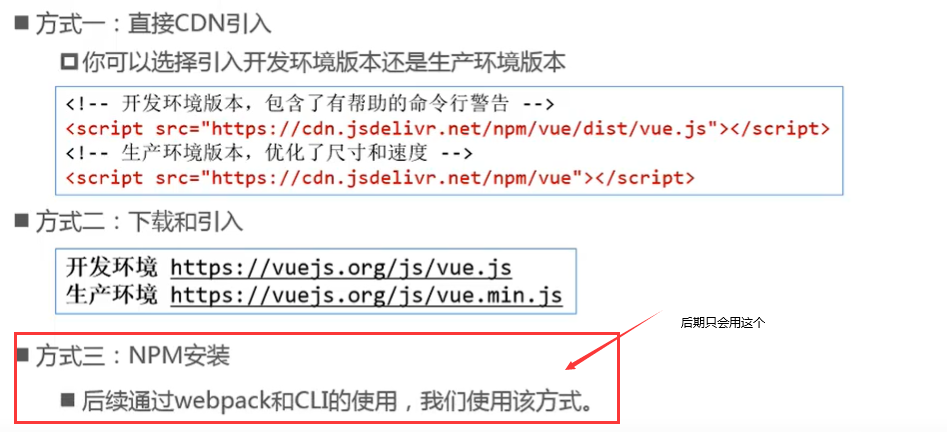 方式一：直接CDN引入
你可以选择引入开发环境版本还是生产环境版本
<!-- 开发环境版本，包含了有帮助的命令行警告 -->
<script src="https://cdn.jsdelivr.net/npm/vue/dist/vue.js"></script>
<!-- 生产环境版本，优化了尺寸和速度 -->
<script src="https://cdn.jsdelivr.net/npm/vue"></script>
方式二：下载和引入
开发环境 https://vuejs.org/js/vue.js
生产环境 https://vuejs.org/js/vue.min.js
后期只会用这个
方式三：NPM安装
后续通过webpack和CLI的使用，我们使用该方式。